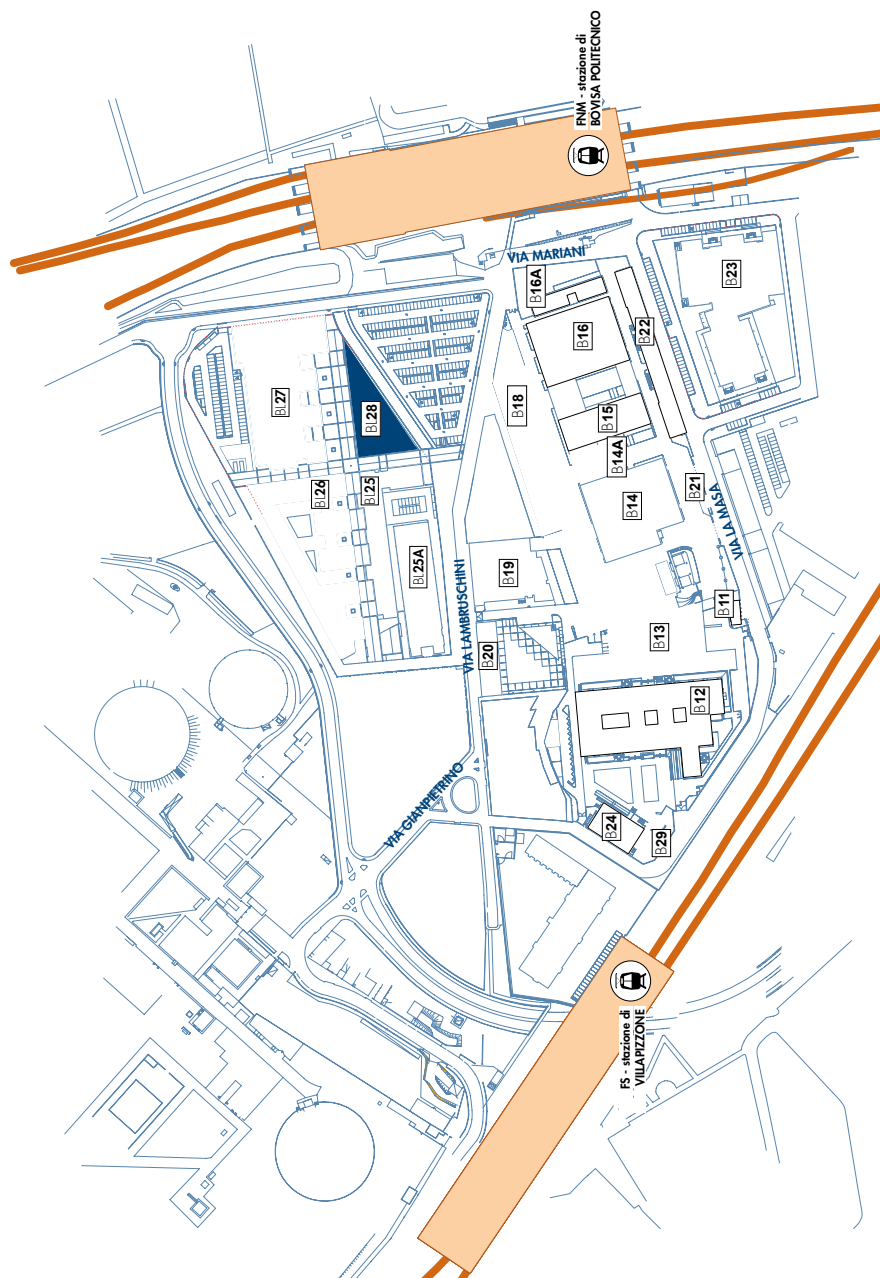 FNM - stazione di
BOVISA POLITECNICO
VIA MARIANI
B16A
B23
B16
B22
BL27
B18
BL28
B15
B14A
BL26
BL25
B14
B21
VIA LA MASA
BL25A
B19
B11
VIA LAMBRUSCHINI
B20
B13
B12
VIA GIANPIETRINO
B24
B29
FS - stazione di
VILLAPIZZONE